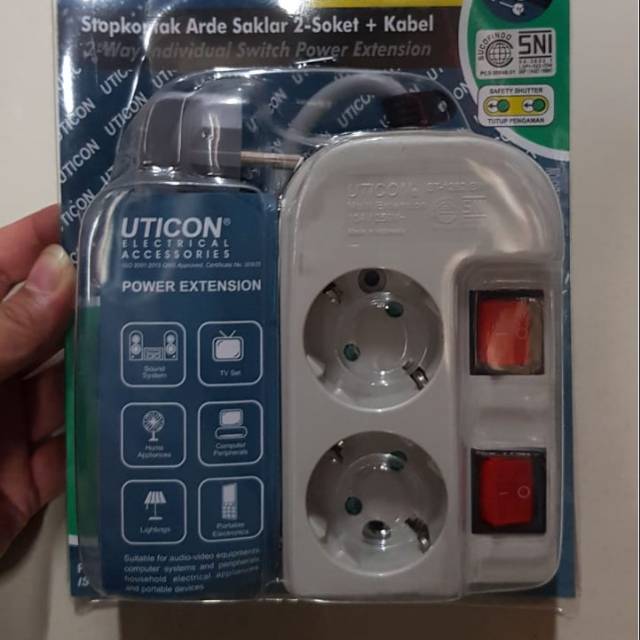 Stopkontak Arde Saklar 2-Soket + Kabel
2-Way Individual Switch Power Extension
SUCOFINDO
SNI
SAFETY SHUTTER
TUTUP PENGAMAN
UTICON
UTICON
UTICON
UTICON®
ELECTRICAL
ACCESSORIES
POWER EXTENSION
Sound
System
TV Set
Home
Appliances
Computer
Peripherals
Lightings
Portable
Electronics
Suitable for audio-video equipments,
computer systems and peripherals,
household electrical appliances
and portable devices.
UTICON